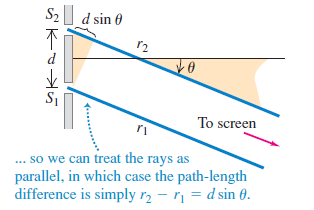 S₂
d sin θ
r₂
θ
d
S₁
r₁
To screen
... so we can treat the rays as
parallel, in which case the path-length
difference is simply r₂ − r₁ = d sin θ.